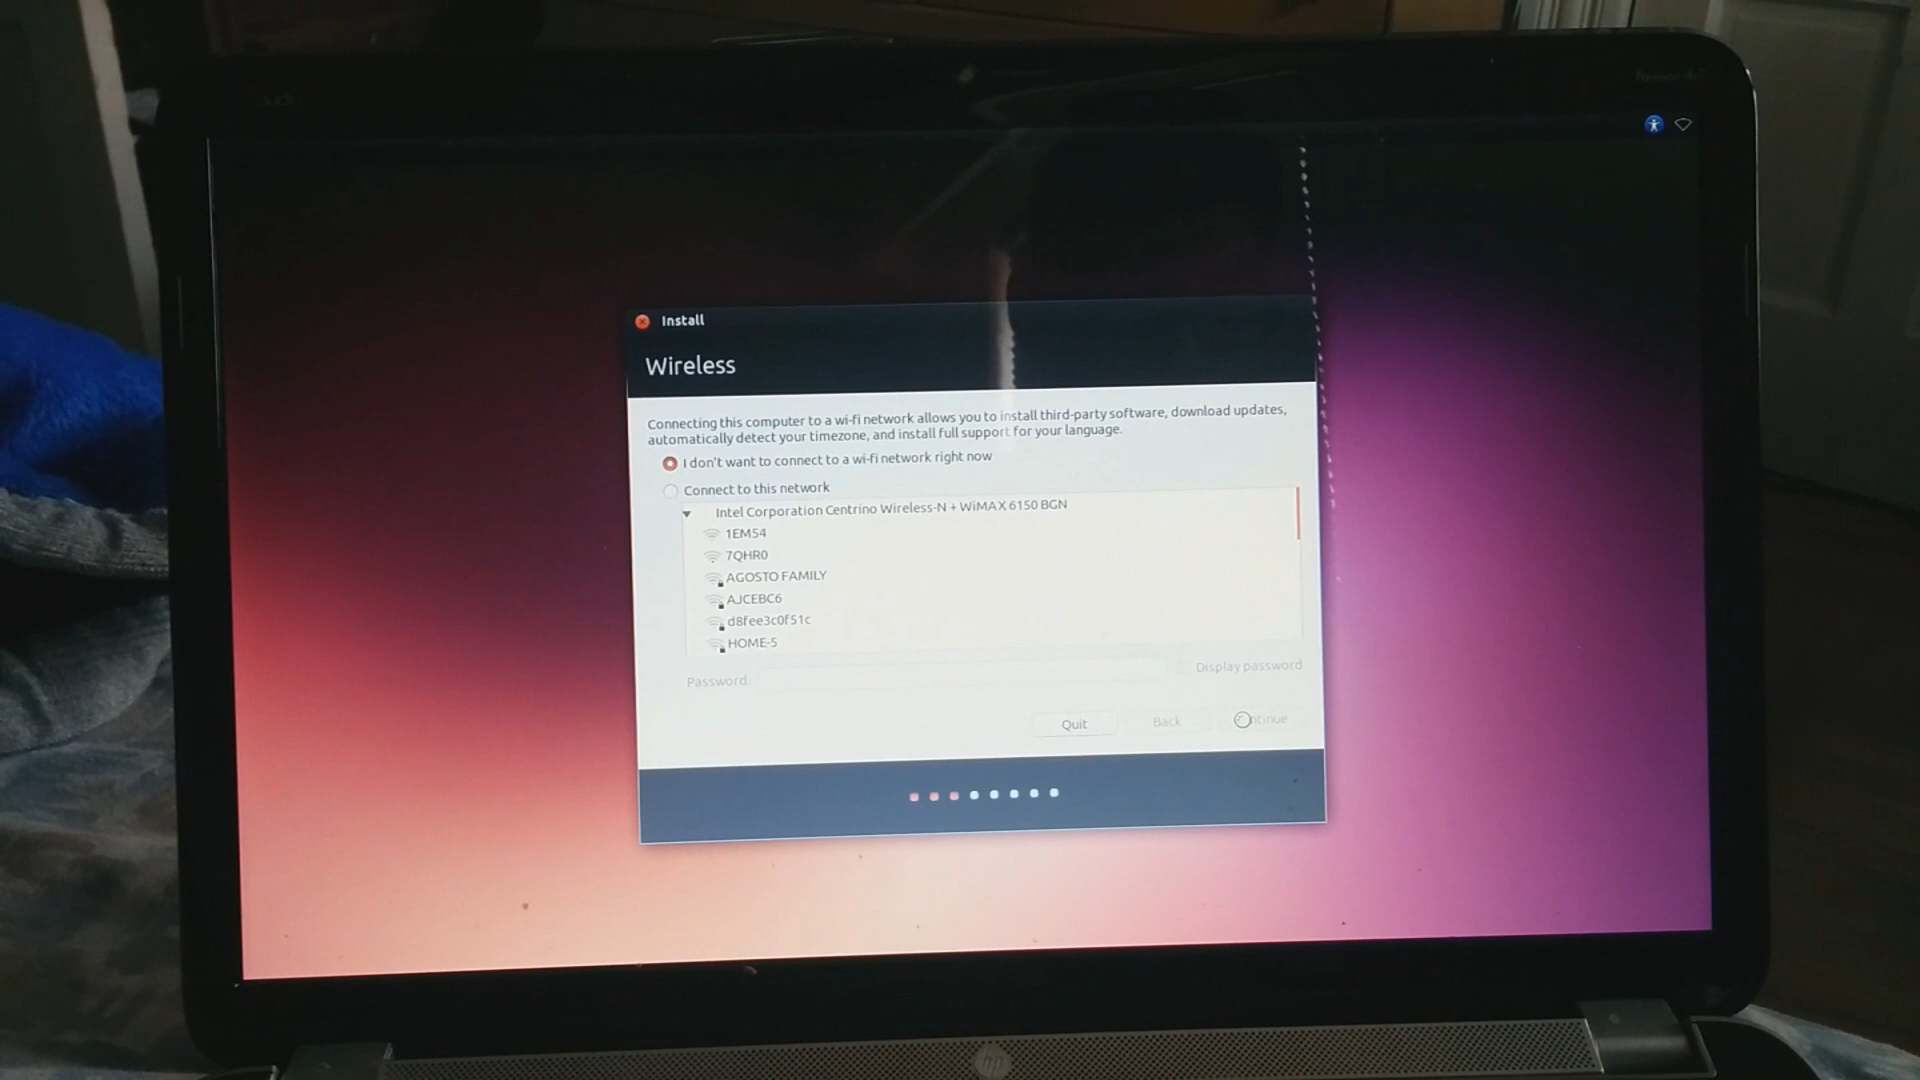 Install
Wireless
Connecting this computer to a wi-fi network allows you to install third-party software, download updates,
automatically detect your timezone, and install full support for your language.
I don't want to connect to a wi-fi network right now
Connect to this network
Intel Corporation Centrino Wireless-N + WiMAX 6150 BGN
1EM54
7QHR0
AGOSTO FAMILY
AJCEBC6
d8fee3c0f51c
HOME-5
Password:
Display password
Quit
Back
Continue
hp